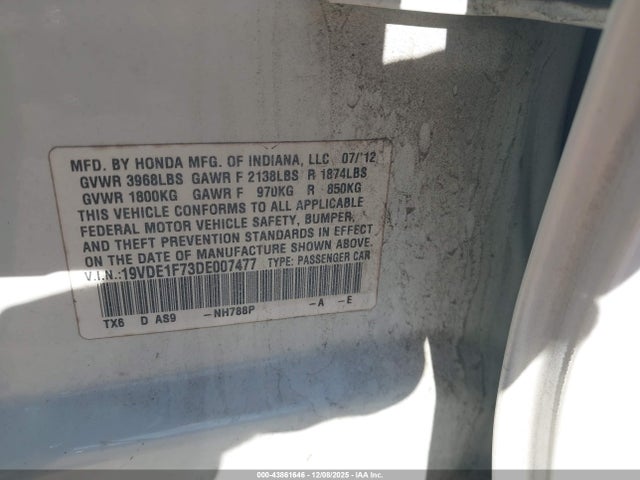 MFD. BY HONDA MFG. OF INDIANA, LLC 07/'12
GVWR 3968LBS GAWR F 2138LBS R 1874LBS
GVWR 1800KG GAWR F 970KG R 850KG
THIS VEHICLE CONFORMS TO ALL APPLICABLE
FEDERAL MOTOR VEHICLE SAFETY, BUMPER,
AND THEFT PREVENTION STANDARDS IN EFFECT
ON THE DATE OF MANUFACTURE SHOWN ABOVE.
V.I.N.:19VDE1F73DE007477 TYPE: PASSENGER CAR
TX6 D AS9 -NH788P -A -E
000-43861646 - 12/08/2025 - IAA Inc.